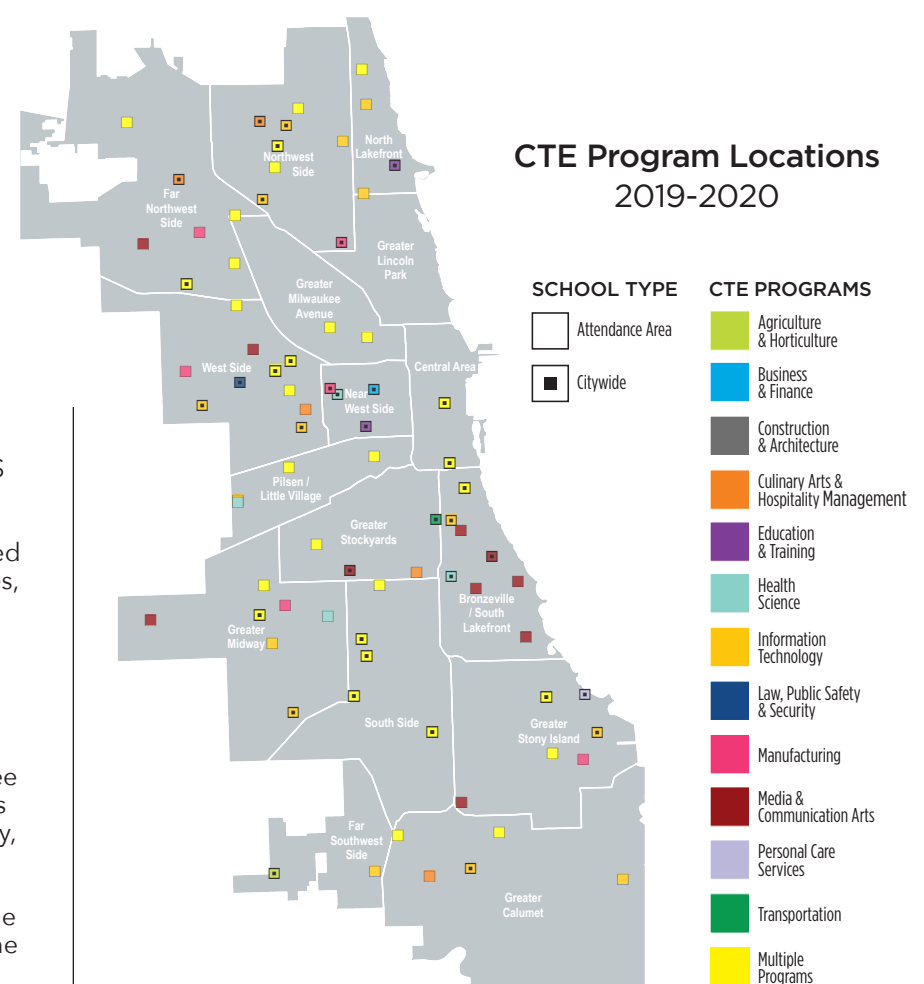 CTE Program Locations
2019-2020
SCHOOL TYPE
Attendance Area
Citywide
CTE PROGRAMS
Agriculture
& Horticulture
Business
& Finance
Construction
& Architecture
Culinary Arts &
Hospitality Management
Education
& Training
Health
Science
Information
Technology
Law, Public Safety
& Security
Manufacturing
Media &
Communication Arts
Personal Care
Services
Transportation
Multiple
Programs
North
Lakefront
Northwest
Side
Far
Northwest
Side
Greater
Lincoln
Park
Greater
Milwaukee
Avenue
West Side
Near
West Side
Central Area
Pilsen /
Little Village
Greater
Stockyards
Bronzeville
/ South
Lakefront
Greater
Midway
South Side
Greater
Stony Island
Far
Southwest
Side
Greater
Calumet